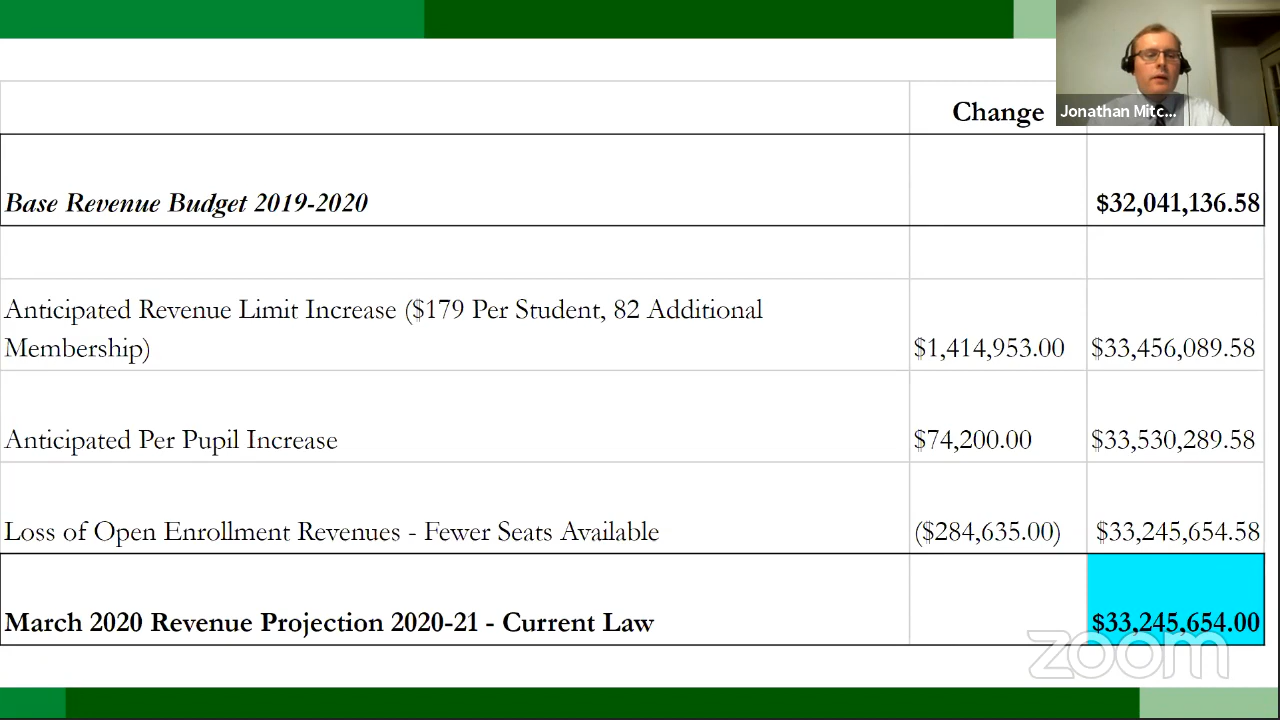 Change
Jonathan Mitc...
Base Revenue Budget 2019-2020 $32,041,136.58
Anticipated Revenue Limit Increase ($179 Per Student, 82 Additional
Membership) $1,414,953.00 $33,456,089.58
Anticipated Per Pupil Increase $74,200.00 $33,530,289.58
Loss of Open Enrollment Revenues - Fewer Seats Available ($284,635.00) $33,245,654.58
March 2020 Revenue Projection 2020-21 - Current Law $33,245,654.00
zoom